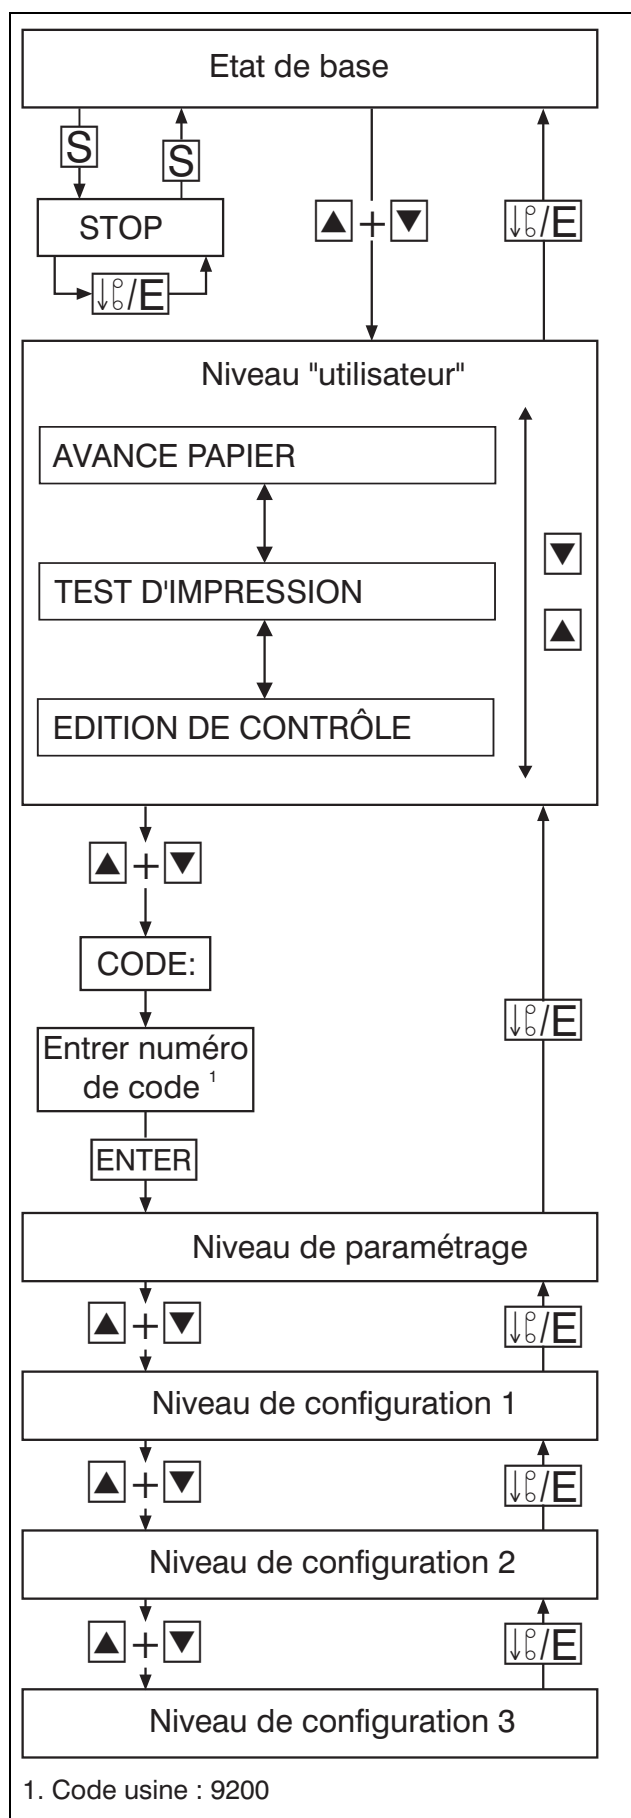 Etat de base
S
S
STOP
+
/E
/E
Niveau "utilisateur"
AVANCE PAPIER
TEST D'IMPRESSION
EDITION DE CONTRÔLE
+
CODE:
Entrer numéro
de code 1
/E
ENTER
Niveau de paramétrage
+
/E
Niveau de configuration 1
+
/E
Niveau de configuration 2
+
/E
Niveau de configuration 3
1. Code usine : 9200